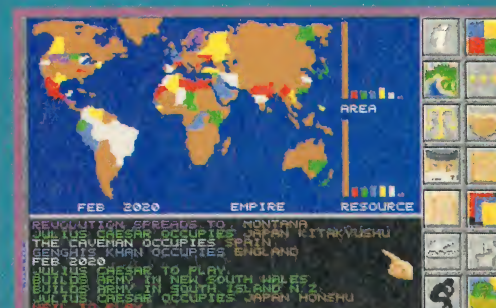 AREA
FEB 2020 EMPIRE RESOURCE
REVOLUTION SPREADS TO MONTANA
JULIUS CAESAR OCCUPIES JAPAN KITAKYUSHU
THE CAVEMAN OCCUPIES SPAIN
GENGHIS KHAN OCCUPIES ENGLAND
FEB 2020
JULIUS CAESAR TO PLAY
BUILDS ARMY IN NEW SOUTH WALES
BUILDS ARMY IN SOUTH ISLAND N.Z.
JULIUS CAESAR OCCUPIES JAPAN HONSHU